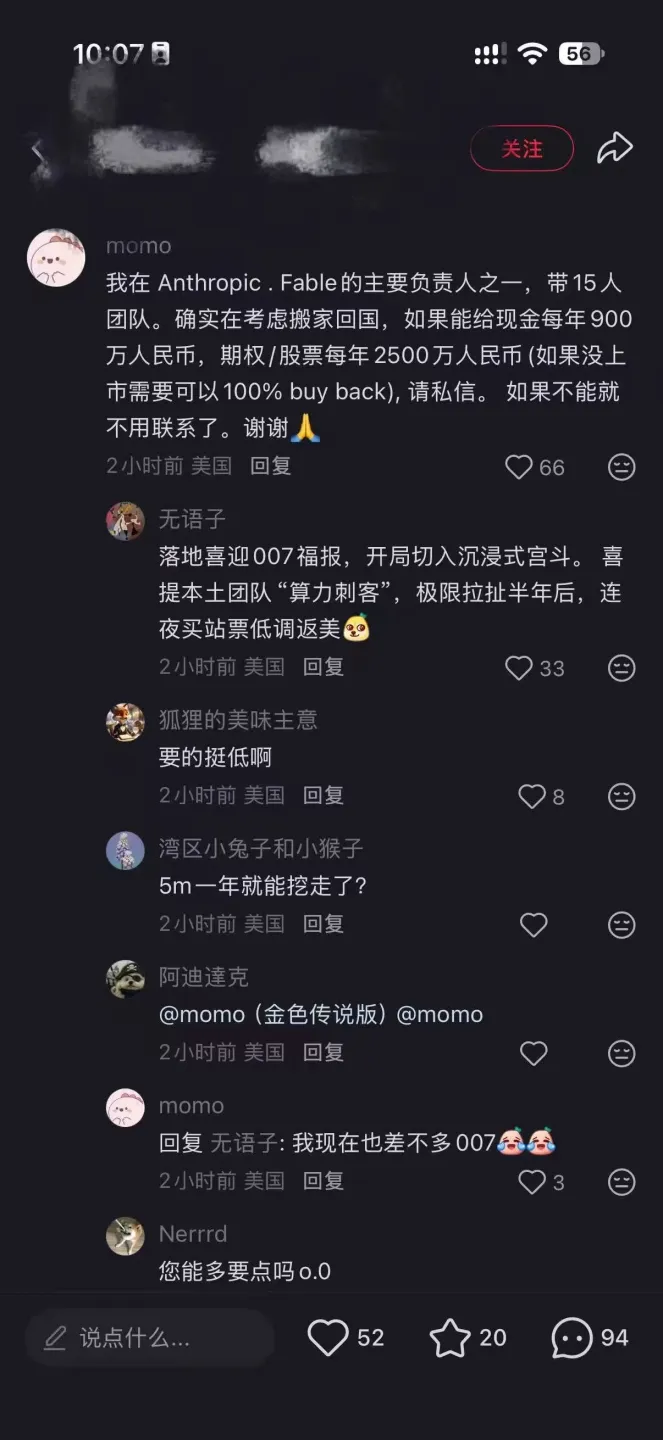 10:07
56
关注
momo
我在 Anthropic . Fable的主要负责人之一，带15人
团队。确实在考虑搬家回国，如果能给现金每年900
万人民币，期权/股票每年2500万人民币(如果没上
市需要可以100% buy back), 请私信。 如果不能就
不用联系了。谢谢🙏
2小时前 美国 回复
66
无语子
落地喜迎007福报，开局切入沉浸式宫斗。 喜
提本土团队“算力刺客”，极限拉扯半年后，连
夜买站票低调返美
2小时前 美国 回复
33
狐狸的美味主意
要的挺低啊
2小时前 美国 回复
8
湾区小兔子和小猴子
5m一年就能挖走了?
2小时前 美国 回复
阿迪達克
@momo（金色传说版）@momo
2小时前 美国 回复
momo
回复 无语子: 我现在也差不多007
2小时前 美国 回复
3
Nerrrd
您能多要点吗o.0
说点什么...
52
20
94